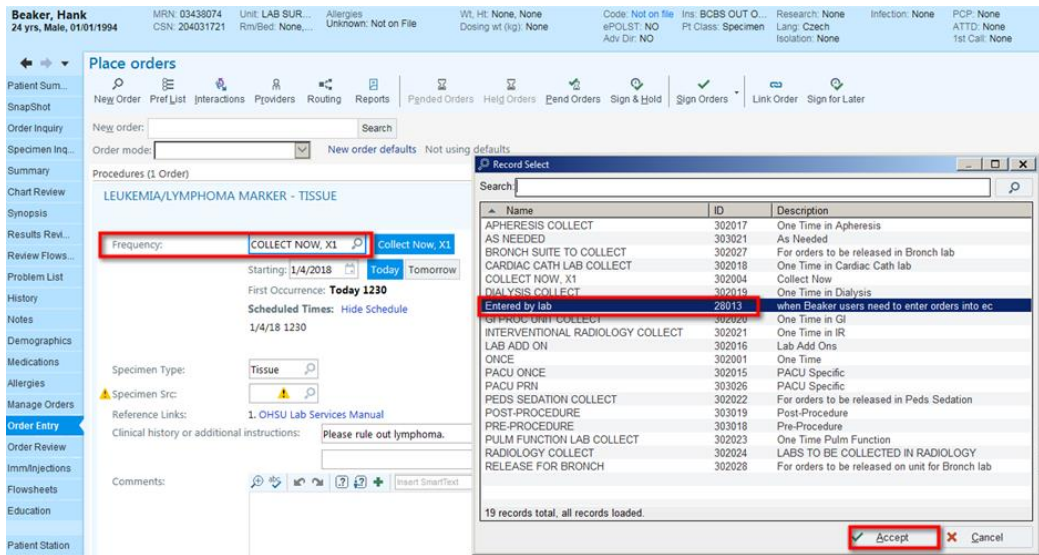 Beaker, Hank
24 yrs, Male, 01/01/1994
MRN: 03438074
CSN: 204031721
Unit: LAB SUR...
Rm/Bed: None,...
Allergies
Unknown: Not on File
Wt, Ht: None, None
Dosing wt (kg): None
Code: Not on file
ePOLST: NO
Adv Dir: NO
Ins: BCBS OUT O...
Pt Class: Specimen
Research: None
Lang: Czech
Isolation: None
Infection: None
PCP: None
ATTD: None
1st Call: None
Patient Sum...
SnapShot
Order Inquiry
Specimen Inq...
Summary
Chart Review
Synopsis
Results Revi...
Review Flows...
Problem List
History
Notes
Demographics
Medications
Allergies
Manage Orders
Order Entry
Order Review
Imm/Injections
Flowsheets
Education
Patient Station
Place orders
New Order Pref List Interactions Providers Routing Reports Pended Orders Held Orders Pend Orders Sign & Hold Sign Orders Link Order Sign for Later
New order: Search
Order mode: New order defaults Not using defaults
Procedures (1 Order)
LEUKEMIA/LYMPHOMA MARKER - TISSUE
Frequency: COLLECT NOW, X1 Collect Now, X1
Starting: 1/4/2018 Today Tomorrow
First Occurrence: Today 1230
Scheduled Times: Hide Schedule
1/4/18 1230
Specimen Type: Tissue
Specimen Src:
Reference Links: 1. OHSU Lab Services Manual
Clinical history or additional instructions: Please rule out lymphoma.
Comments: Insert SmartText
Record Select
Search:
Name ID Description
APHERESIS COLLECT 302017 One Time in Apheresis
AS NEEDED 303021 As Needed
BRONCH SUITE TO COLLECT 302027 For orders to be released in Bronch lab
CARDIAC CATH LAB COLLECT 302018 One Time in Cardiac Cath lab
COLLECT NOW, X1 302004 Collect Now
DIALYSIS COLLECT 302019 One Time in Dialysis
Entered by lab 28013 when Beaker users need to enter orders into ec
GI PROC UNIT COLLECT 302020 One Time in GI
INTERVENTIONAL RADIOLOGY COLLECT 302021 One Time in IR
LAB ADD ON 302016 Lab Add Ons
ONCE 302001 One Time
PACU ONCE 302015 PACU Specific
PACU PRN 303026 PACU Specific
PEDS SEDATION COLLECT 302022 For orders to be released in Peds Sedation
POST-PROCEDURE 303019 Post-Procedure
PRE-PROCEDURE 303018 Pre-Procedure
PULM FUNCTION LAB COLLECT 302023 One Time Pulm Function
RADIOLOGY COLLECT 302024 LABS TO BE COLLECTED IN RADIOLOGY
RELEASE FOR BRONCH 302028 For orders to be released on unit for Bronch lab
19 records total, all records loaded.
Accept Cancel